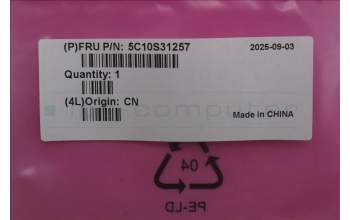 (P)FRU P/N: 5C10S31257 2025-09-03
Quantity: 1
(4L)Origin: CN
Made in CHINA
04
PE-LD